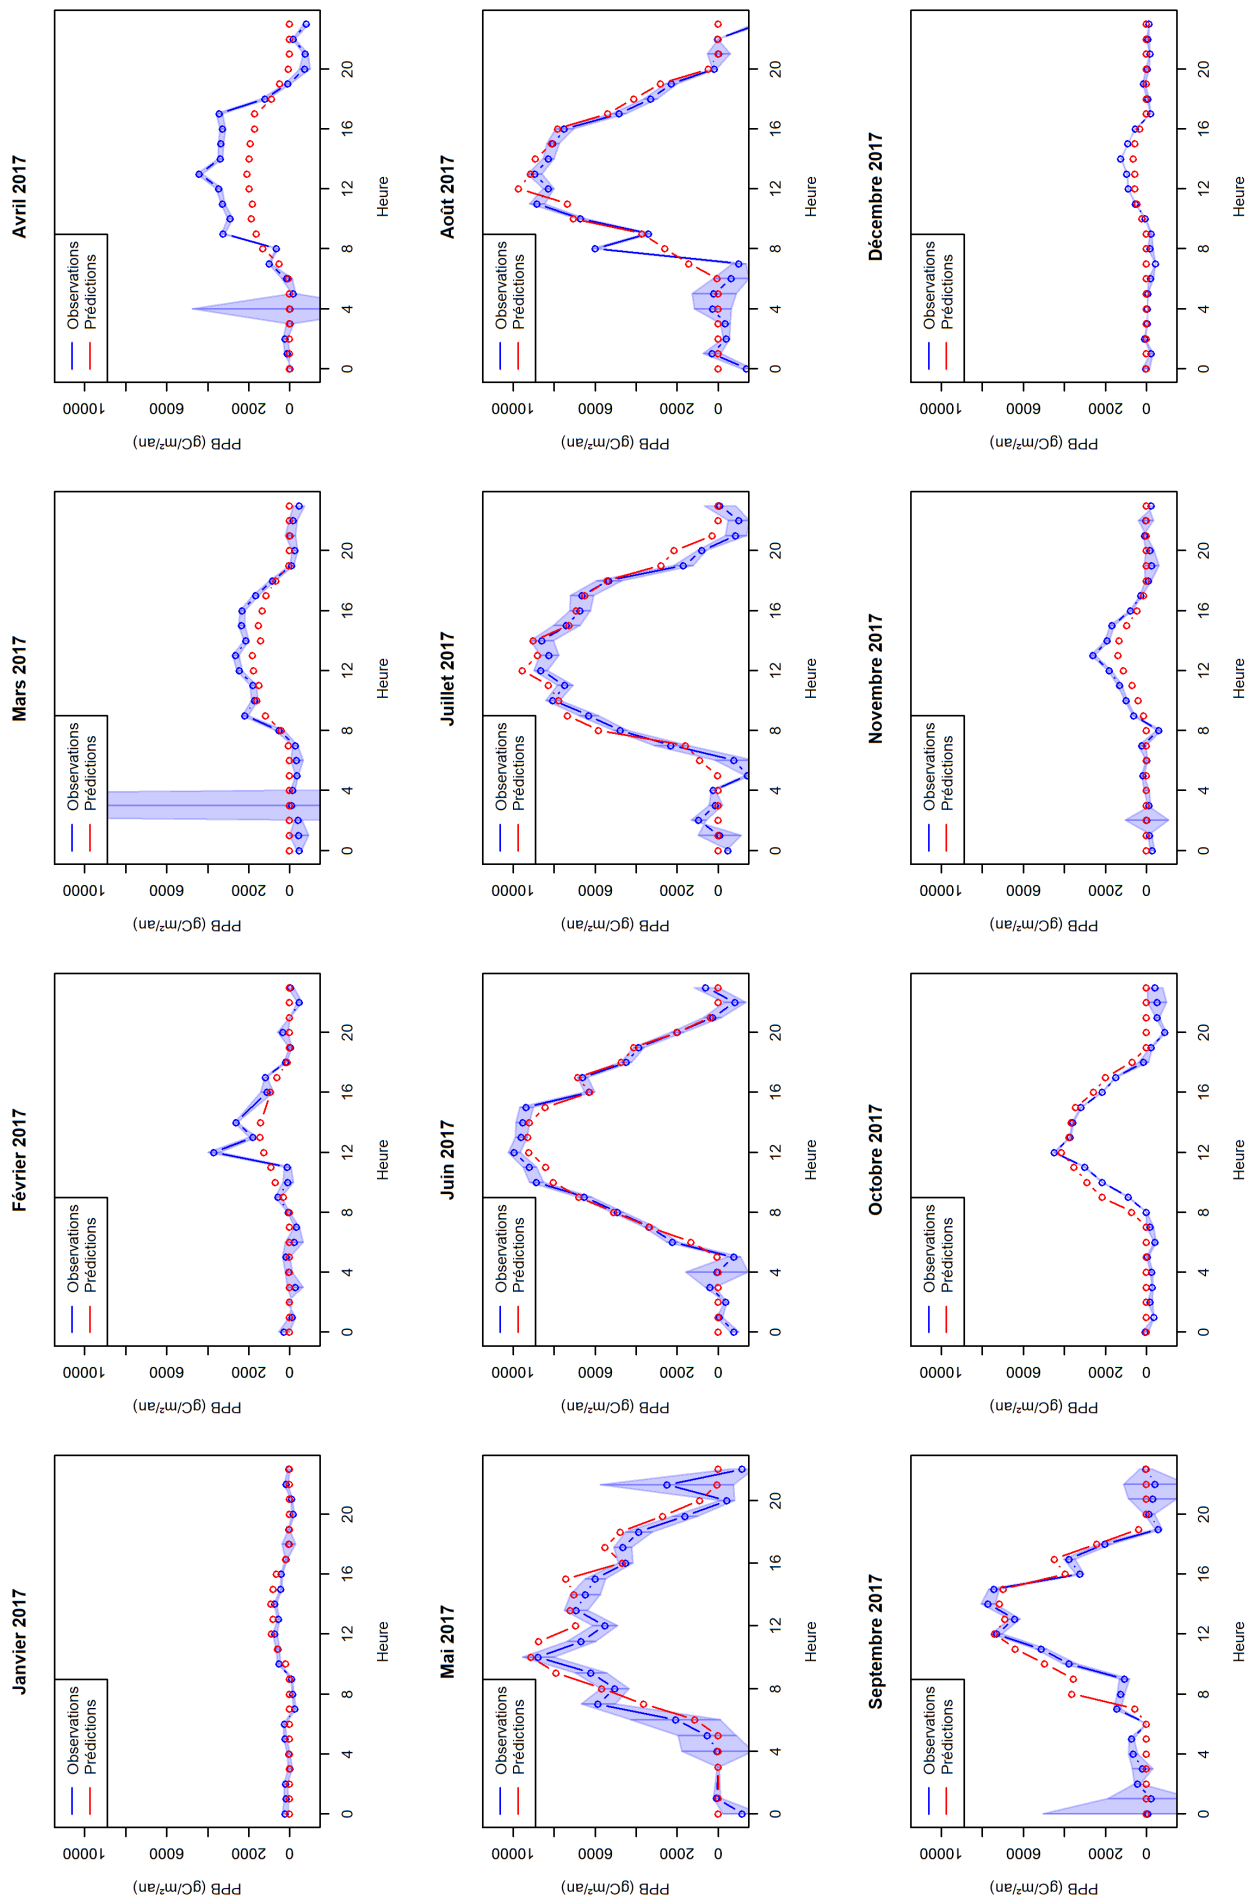 Janvier 2017
PPB (gC/m²/an)
10000
6000
2000
0
Observations
Prédictions
0 4 8 12 16 20
Heure
Février 2017
PPB (gC/m²/an)
10000
6000
2000
0
Observations
Prédictions
0 4 8 12 16 20
Heure
Mars 2017
PPB (gC/m²/an)
10000
6000
2000
0
Observations
Prédictions
0 4 8 12 16 20
Heure
Avril 2017
PPB (gC/m²/an)
10000
6000
2000
0
Observations
Prédictions
0 4 8 12 16 20
Heure
Mai 2017
PPB (gC/m²/an)
10000
6000
2000
0
Observations
Prédictions
0 4 8 12 16 20
Heure
Juin 2017
PPB (gC/m²/an)
10000
6000
2000
0
Observations
Prédictions
0 4 8 12 16 20
Heure
Juillet 2017
PPB (gC/m²/an)
10000
6000
2000
0
Observations
Prédictions
0 4 8 12 16 20
Heure
Août 2017
PPB (gC/m²/an)
10000
6000
2000
0
Observations
Prédictions
0 4 8 12 16 20
Heure
Septembre 2017
PPB (gC/m²/an)
10000
6000
2000
0
Observations
Prédictions
0 4 8 12 16 20
Heure
Octobre 2017
PPB (gC/m²/an)
10000
6000
2000
0
Observations
Prédictions
0 4 8 12 16 20
Heure
Novembre 2017
PPB (gC/m²/an)
10000
6000
2000
0
Observations
Prédictions
0 4 8 12 16 20
Heure
Décembre 2017
PPB (gC/m²/an)
10000
6000
2000
0
Observations
Prédictions
0 4 8 12 16 20
Heure